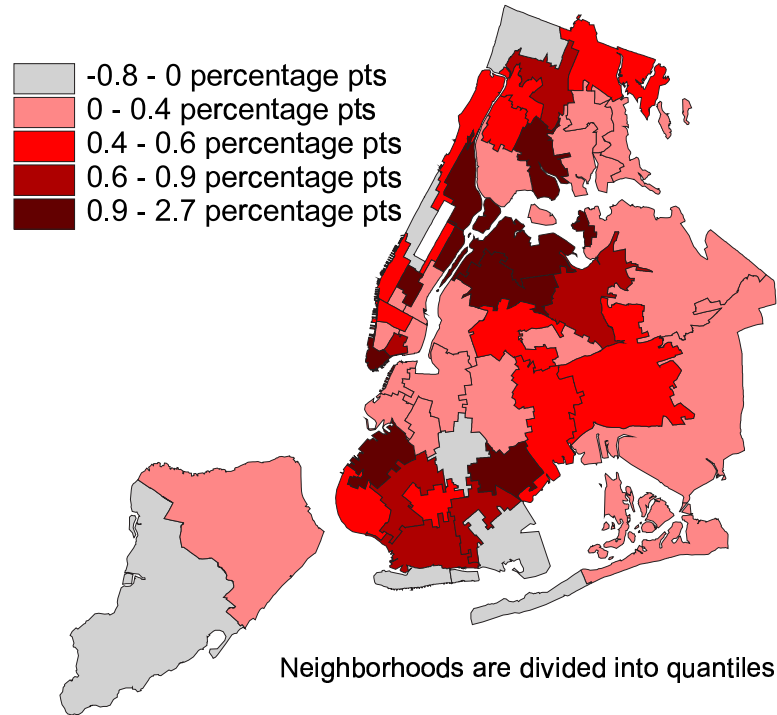 -0.8 - 0 percentage pts
0 - 0.4 percentage pts
0.4 - 0.6 percentage pts
0.6 - 0.9 percentage pts
0.9 - 2.7 percentage pts
Neighborhoods are divided into quantiles